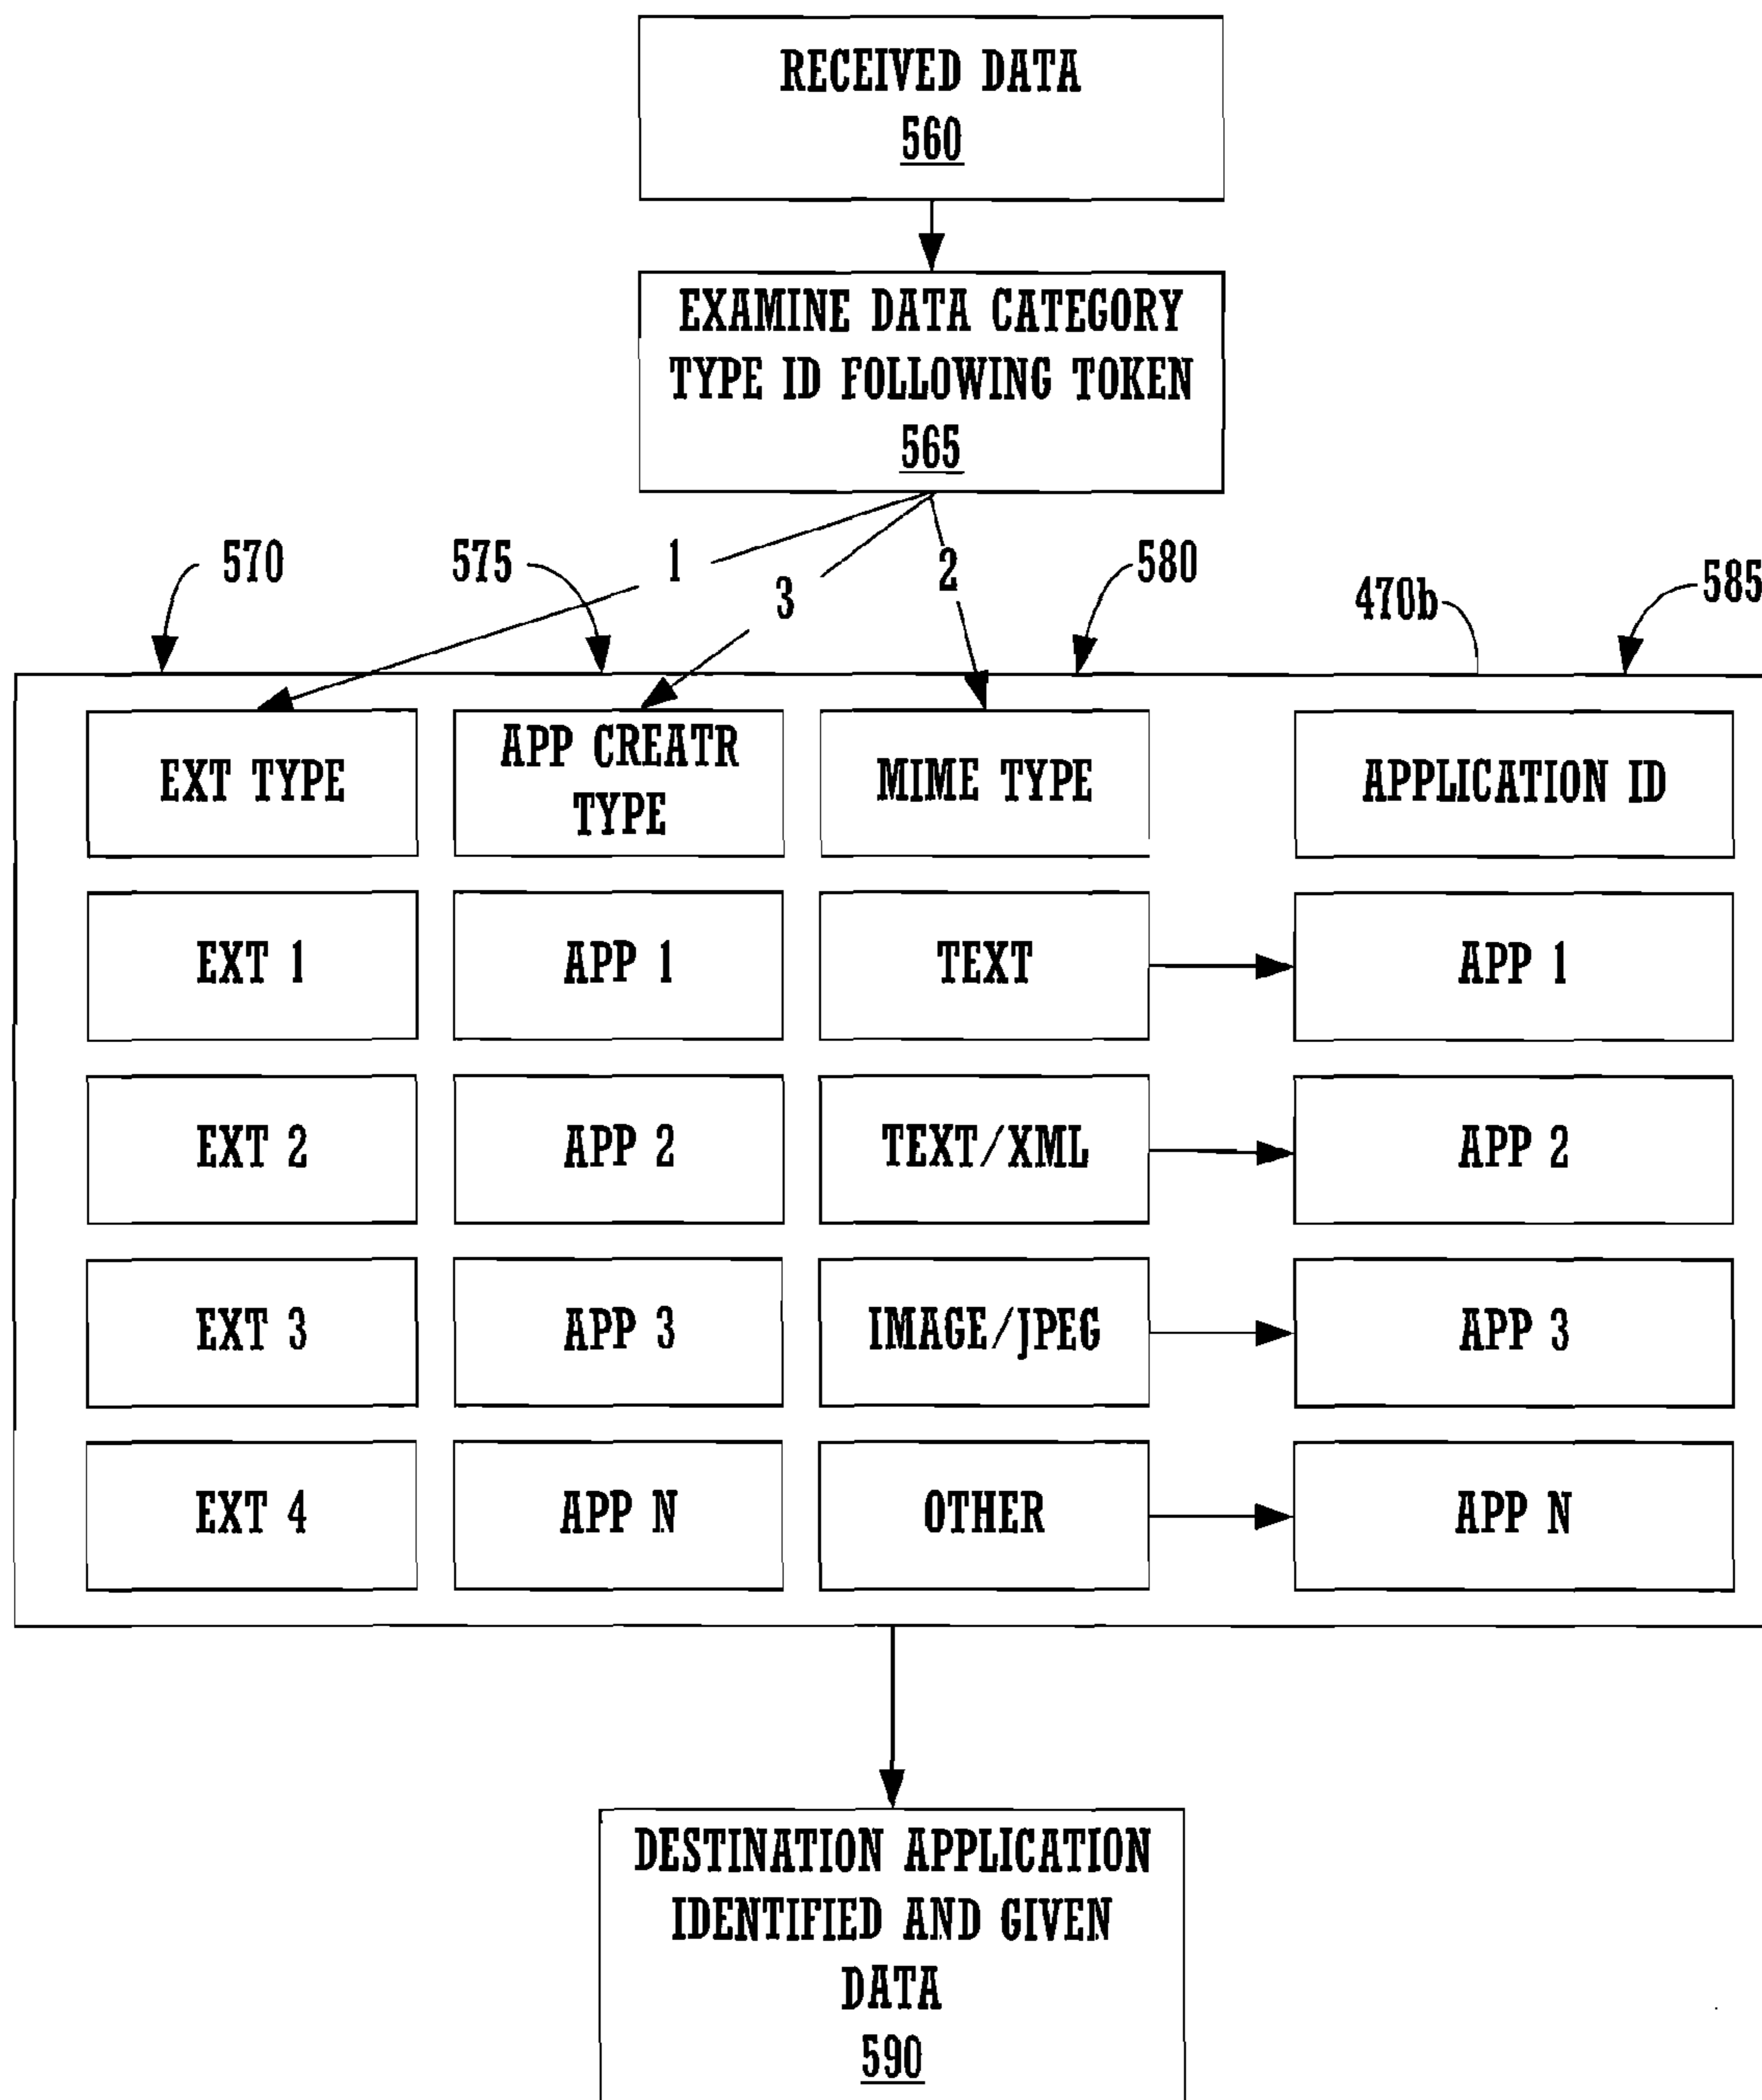 RECEIVED DATA
560
EXAMINE DATA CATEGORY
TYPE ID FOLLOWING TOKEN
565
570
575
1
3
2
580
470b
585
EXT TYPE
APP CREATR
TYPE
MIME TYPE
APPLICATION ID
EXT 1
APP 1
TEXT
APP 1
EXT 2
APP 2
TEXT/XML
APP 2
EXT 3
APP 3
IMAGE/JPEG
APP 3
EXT 4
APP N
OTHER
APP N
DESTINATION APPLICATION
IDENTIFIED AND GIVEN
DATA
590